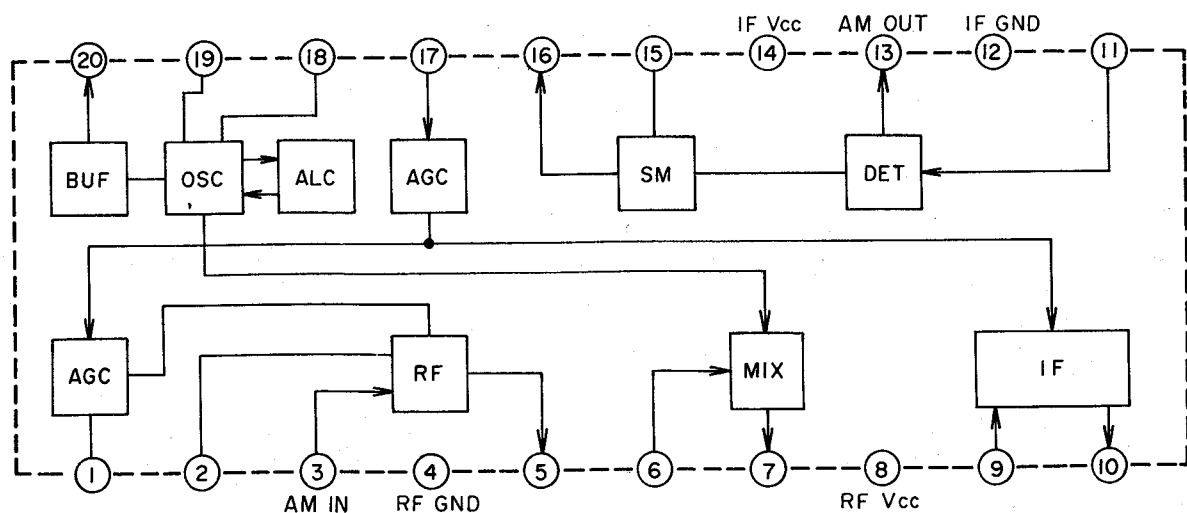 IF Vcc AM OUT IF GND
20 19 18 17 16 15 14 13 12 11
BUF OSC ALC AGC SM DET
AGC RF MIX IF
1 2 3 4 5 6 7 8 9 10
AM IN RF GND RF Vcc